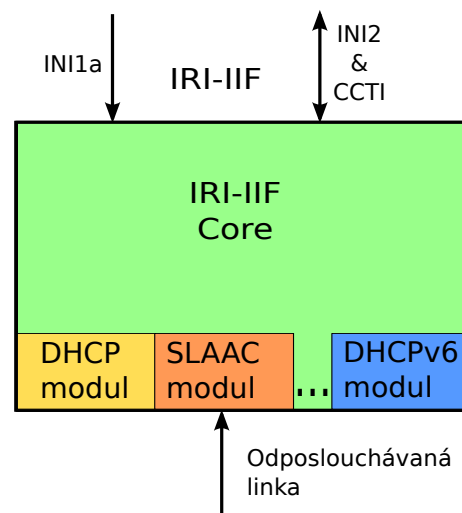 INI1a
IRI-IIF
INI2
&
CCTI
IRI-IIF
Core
DHCP
modul
SLAAC
modul
...
DHCPv6
modul
Odposlouchávaná
linka